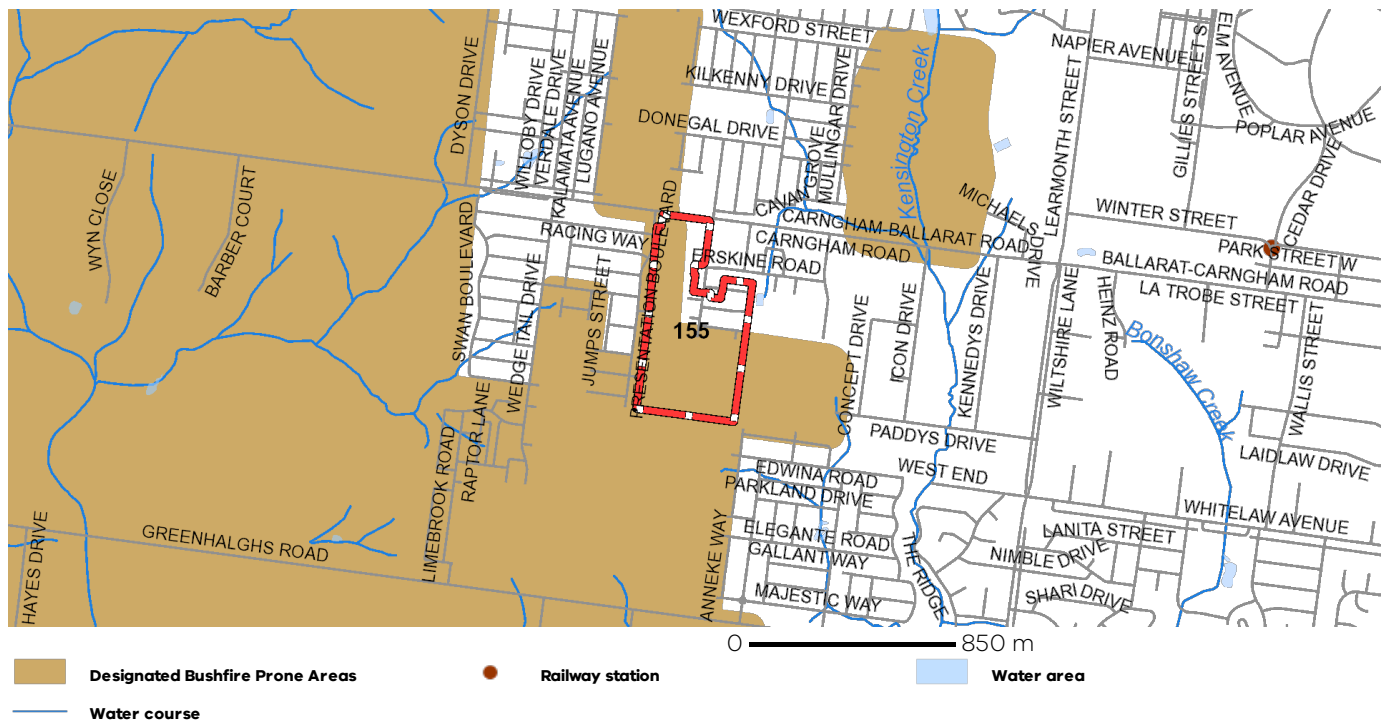 WEXFORD STREET
ELM AVENUE
NAPIER AVENUE
GILLIES STREET S
DYSON DRIVE
WILLOBY DRIVE
VERDALE DRIVE
KALAMATA AVENUE
LUGANO AVENUE
KILKENNY DRIVE
MULLINGAR DRIVE
Kensington Creek
LEARMONTH STREET
DONEGAL DRIVE
POPLAR AVENUE
CEDAR DRIVE
WYN CLOSE
BARBER COURT
CAVAN GROVE
MICHAELS DRIVE
WINTER STREET
SWAN BOULEVARD
RACING WAY
CARNGHAM-BALLARAT ROAD
CARNGHAM ROAD
PARK STREET W
ERSKINE ROAD
BALLARAT-CARNGHAM ROAD
LA TROBE STREET
WEDGE TAIL DRIVE
JUMPS STREET
PRESENTATION BOULEVARD
155
CONCEPT DRIVE
ICON DRIVE
KENNEDYS DRIVE
WILTSHIRE LANE
HEINZ ROAD
Bonshaw Creek
WALLIS STREET
LIMEBROOK ROAD
RAPTOR LANE
PADDYS DRIVE
LAIDLAW DRIVE
EDWINA ROAD
WEST END
PARKLAND DRIVE
WHITELAW AVENUE
HAYES DRIVE
GREENHALGHS ROAD
ANNEKE WAY
ELEGANTE ROAD
GALLANT WAY
THE RIDGE
LANITA STREET
NIMBLE DRIVE
MAJESTIC WAY
SHARI DRIVE
0 850 m
Designated Bushfire Prone Areas
Railway station
Water area
Water course